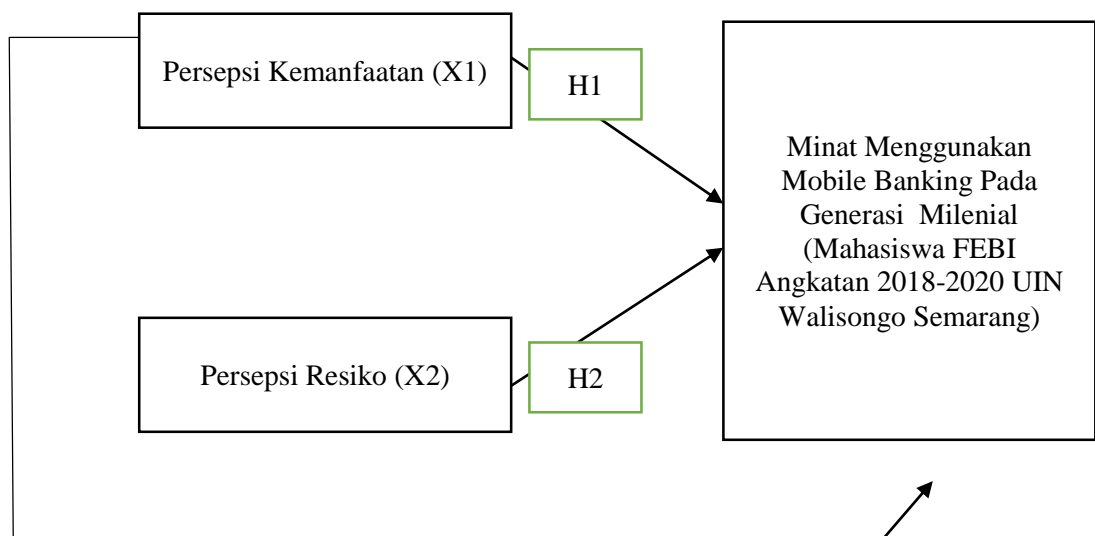 Persepsi Kemanfaatan (X1)
H1
Minat Menggunakan
Mobile Banking Pada
Generasi Milenial
(Mahasiswa FEBI
Angkatan 2018-2020 UIN
Walisongo Semarang)
Persepsi Resiko (X2)
H2